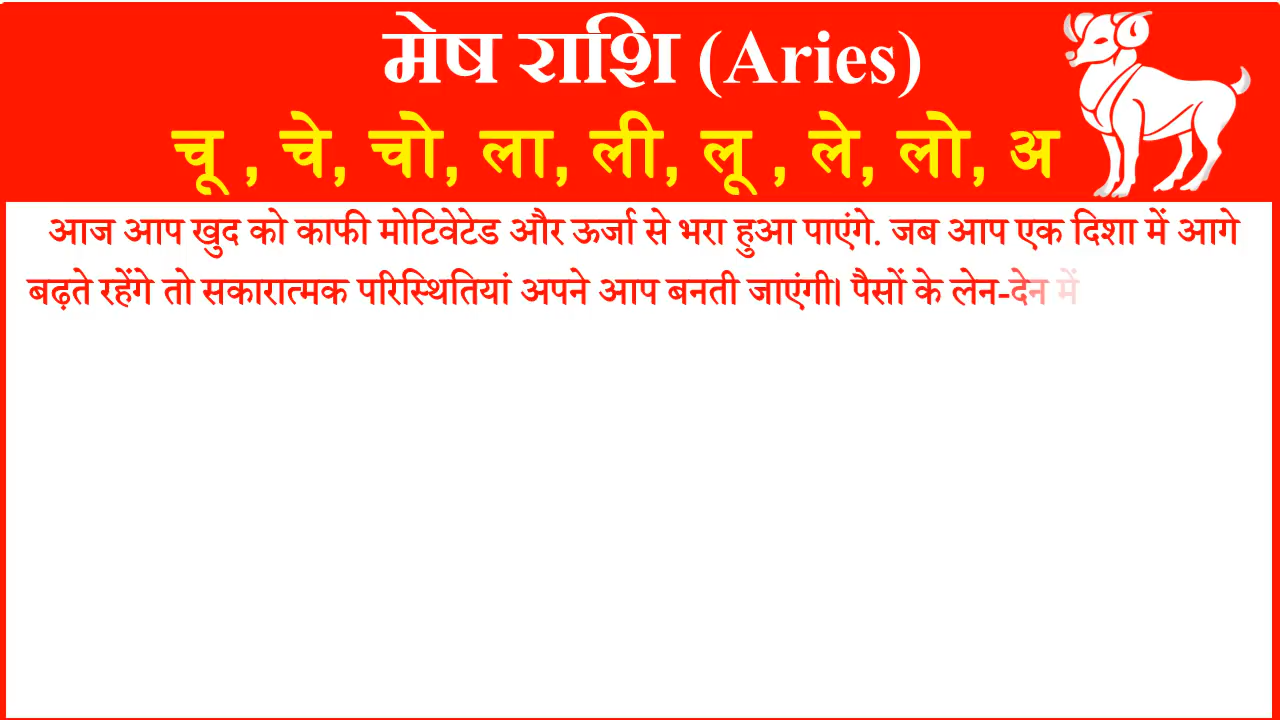 मेष राशि (Aries)
चू , चे, चो, ला, ली, लू , ले, लो, अ
आज आप खुद को काफी मोटिवेटेड और ऊर्जा से भरा हुआ पाएंगे. जब आप एक दिशा में आगे
बढ़ते रहेंगे तो सकारात्मक परिस्थितियां अपने आप बनती जाएंगी। पैसों के लेन-देन में